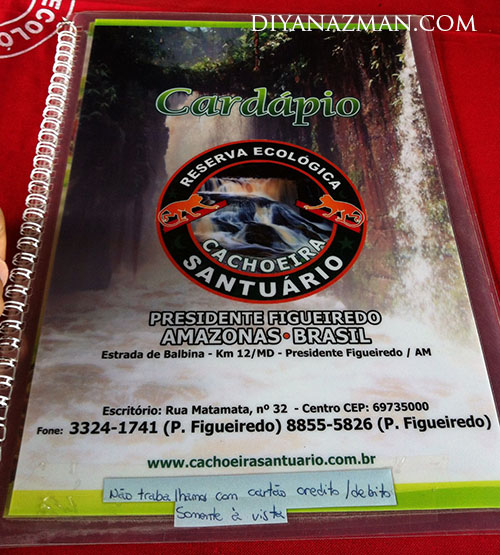 DIYANAZMAN.COM
ECOLÓ
Cardápio
RESERVA ECOLÓGICA
CACHOEIRA
SANTUÁRIO
PRESIDENTE FIGUEIREDO
AMAZONAS • BRASIL
Estrada de Balbina - Km 12/MD - Presidente Figueiredo / AM
Escritório: Rua Matamata, nº 32 - Centro CEP: 69735000
Fone: 3324-1741 (P. Figueiredo) 8855-5826 (P. Figueiredo)
www.cachoeirasantuario.com.br
Não trabalhamos com cartão credito/debito
Somente à vista